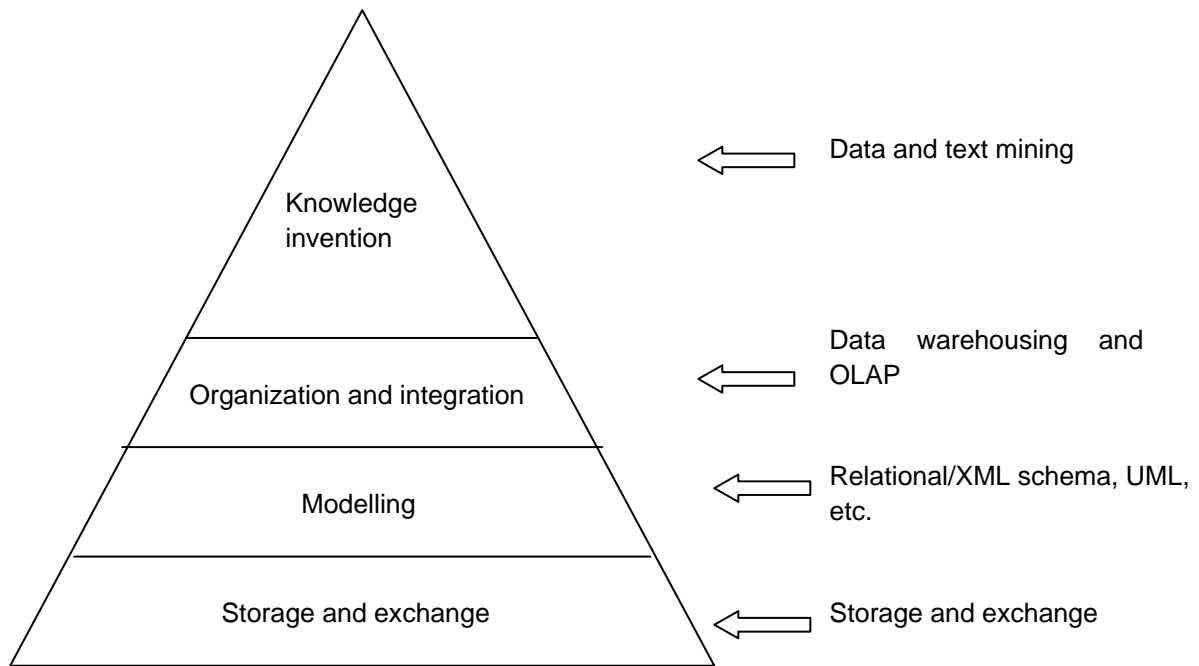 Data and text mining
Knowledge
invention
Data warehousing and
OLAP
Organization and integration
Relational/XML schema, UML,
etc.
Modelling
Storage and exchange
Storage and exchange